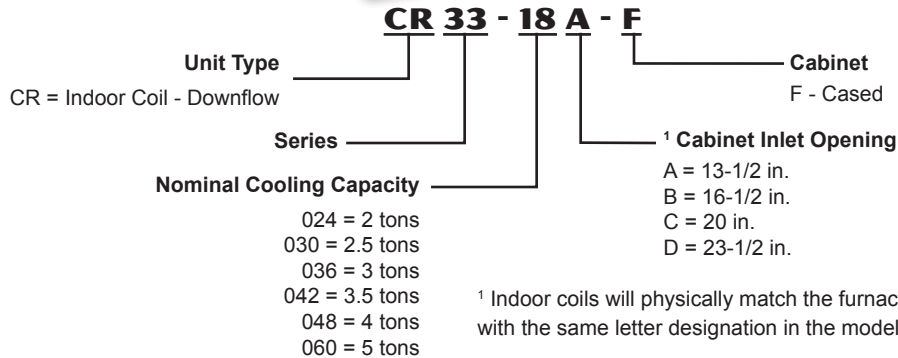 CR 33 - 18 A - F
Unit Type
CR = Indoor Coil - Downflow
Series
Nominal Cooling Capacity
024 = 2 tons
030 = 2.5 tons
036 = 3 tons
042 = 3.5 tons
048 = 4 tons
060 = 5 tons
Cabinet
F - Cased
¹ Cabinet Inlet Opening
A = 13-1/2 in.
B = 16-1/2 in.
C = 20 in.
D = 23-1/2 in.
¹ Indoor coils will physically match the furnac
with the same letter designation in the model